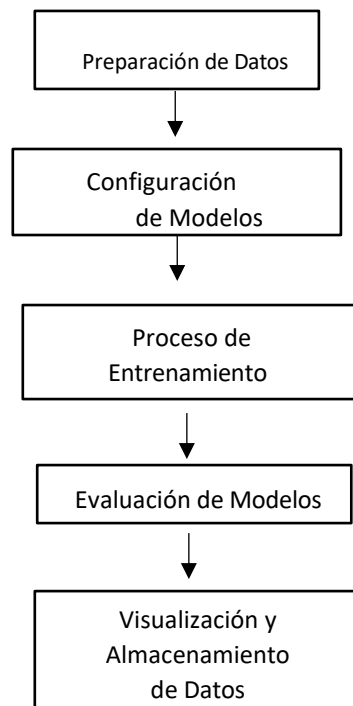 Preparación de Datos
Configuración
de Modelos
Proceso de
Entrenamiento
Evaluación de Modelos
Visualización y
Almacenamiento
de Datos